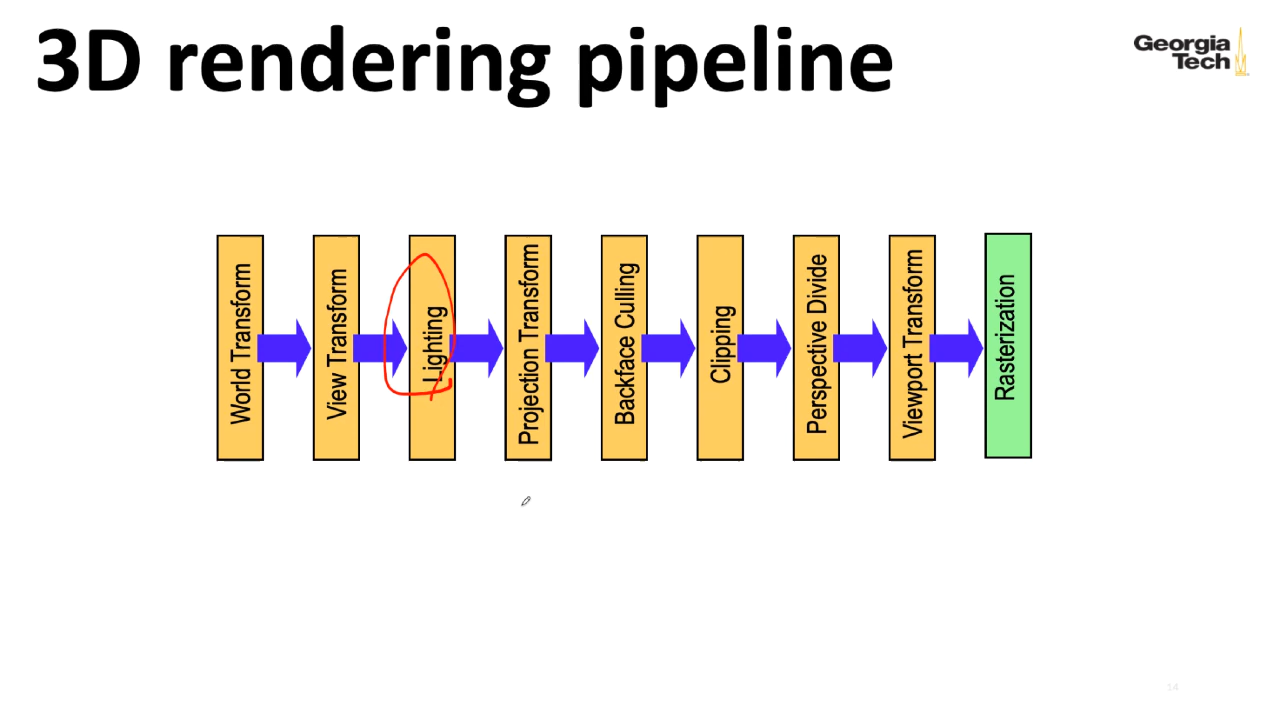 3D rendering pipeline
Georgia
Tech
World Transform
View Transform
Lighting
Projection Transform
Backface Culling
Clipping
Perspective Divide
Viewport Transform
Rasterization
14